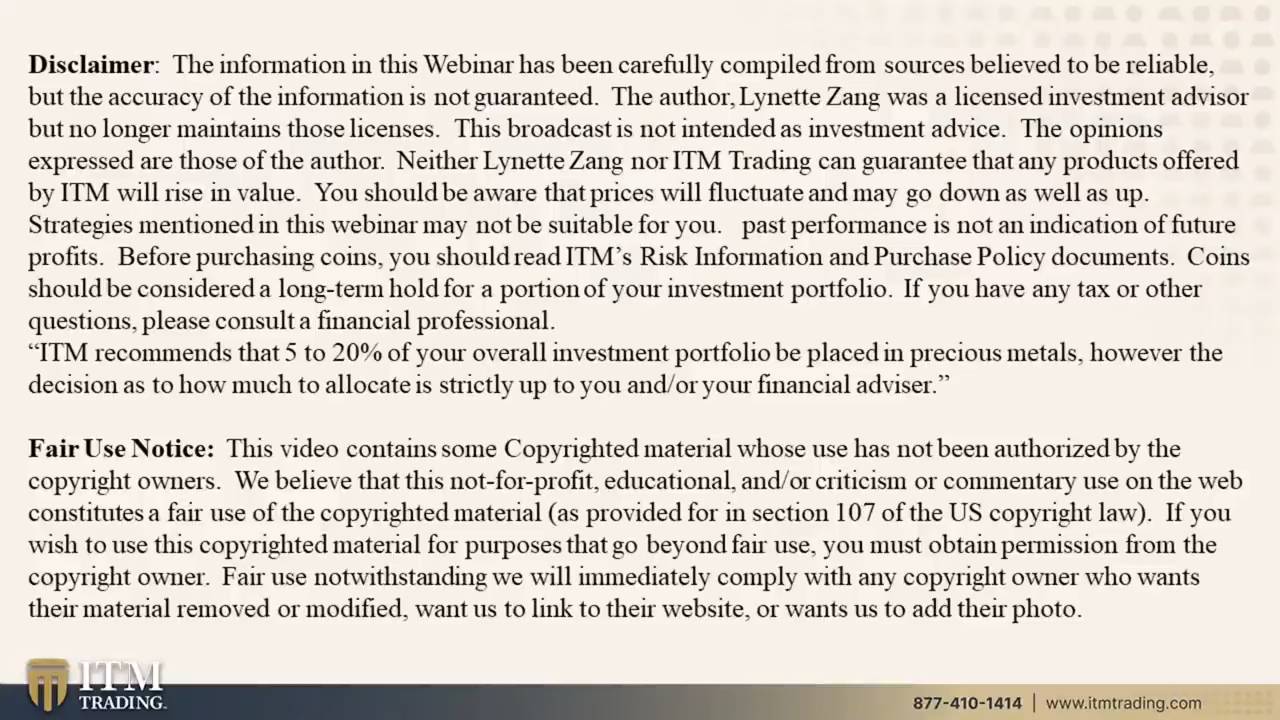 Disclaimer: The information in this Webinar has been carefully compiled from sources believed to be reliable,
but the accuracy of the information is not guaranteed. The author, Lynette Zang was a licensed investment advisor
but no longer maintains those licenses. This broadcast is not intended as investment advice. The opinions
expressed are those of the author. Neither Lynette Zang nor ITM Trading can guarantee that any products offered
by ITM will rise in value. You should be aware that prices will fluctuate and may go down as well as up.
Strategies mentioned in this webinar may not be suitable for you. past performance is not an indication of future
profits. Before purchasing coins, you should read ITM's Risk Information and Purchase Policy documents. Coins
should be considered a long-term hold for a portion of your investment portfolio. If you have any tax or other
questions, please consult a financial professional.
“ITM recommends that 5 to 20% of your overall investment portfolio be placed in precious metals, however the
decision as to how much to allocate is strictly up to you and/or your financial adviser.”
Fair Use Notice: This video contains some Copyrighted material whose use has not been authorized by the
copyright owners. We believe that this not-for-profit, educational, and/or criticism or commentary use on the web
constitutes a fair use of the copyrighted material (as provided for in section 107 of the US copyright law). If you
wish to use this copyrighted material for purposes that go beyond fair use, you must obtain permission from the
copyright owner. Fair use notwithstanding we will immediately comply with any copyright owner who wants
their material removed or modified, want us to link to their website, or wants us to add their photo.
ITM
TRADING
877-410-1414 | www.itmtrading.com